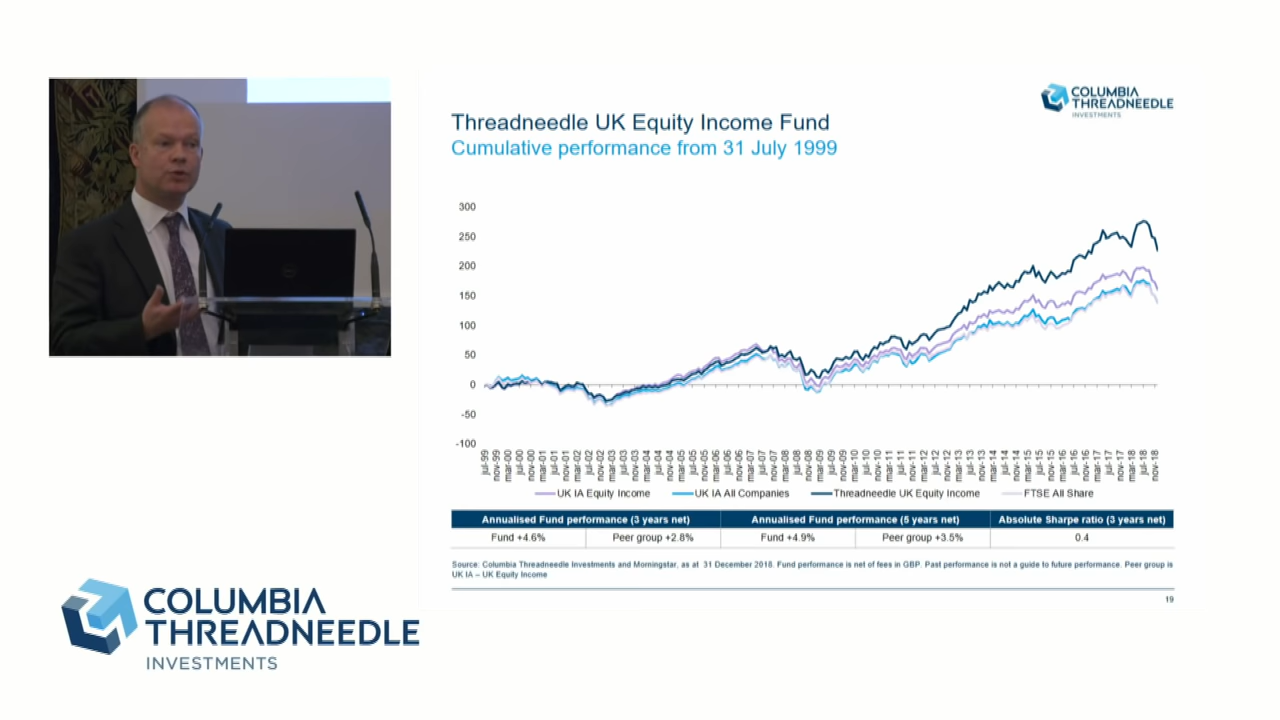 COLUMBIA
THREADNEEDLE
INVESTMENTS
Threadneedle UK Equity Income Fund
Cumulative performance from 31 July 1999
300
250
200
150
100
50
0
-50
-100
jul-99
nov-99
mar-00
jul-00
nov-00
mar-01
jul-01
nov-01
mar-02
jul-02
nov-02
mar-03
jul-03
nov-03
mar-04
jul-04
nov-04
mar-05
jul-05
nov-05
mar-06
jul-06
nov-06
mar-07
jul-07
nov-07
mar-08
jul-08
nov-08
mar-09
jul-09
nov-09
mar-10
jul-10
nov-10
mar-11
jul-11
nov-11
mar-12
jul-12
nov-12
mar-13
jul-13
nov-13
mar-14
jul-14
nov-14
mar-15
jul-15
nov-15
mar-16
jul-16
nov-16
mar-17
jul-17
nov-17
mar-18
jul-18
nov-18
UK IA Equity Income
UK IA All Companies
Threadneedle UK Equity Income
FTSE All Share
Annualised Fund performance (3 years net) Annualised Fund performance (5 years net) Absolute Sharpe ratio (3 years net)
Fund +4.6% Peer group +2.8% Fund +4.9% Peer group +3.5% 0.4
Source: Columbia Threadneedle Investments and Morningstar, as at 31 December 2018. Fund performance is net of fees in GBP. Past performance is not a guide to future performance. Peer group is
UK IA – UK Equity Income
19
COLUMBIA
THREADNEEDLE
INVESTMENTS